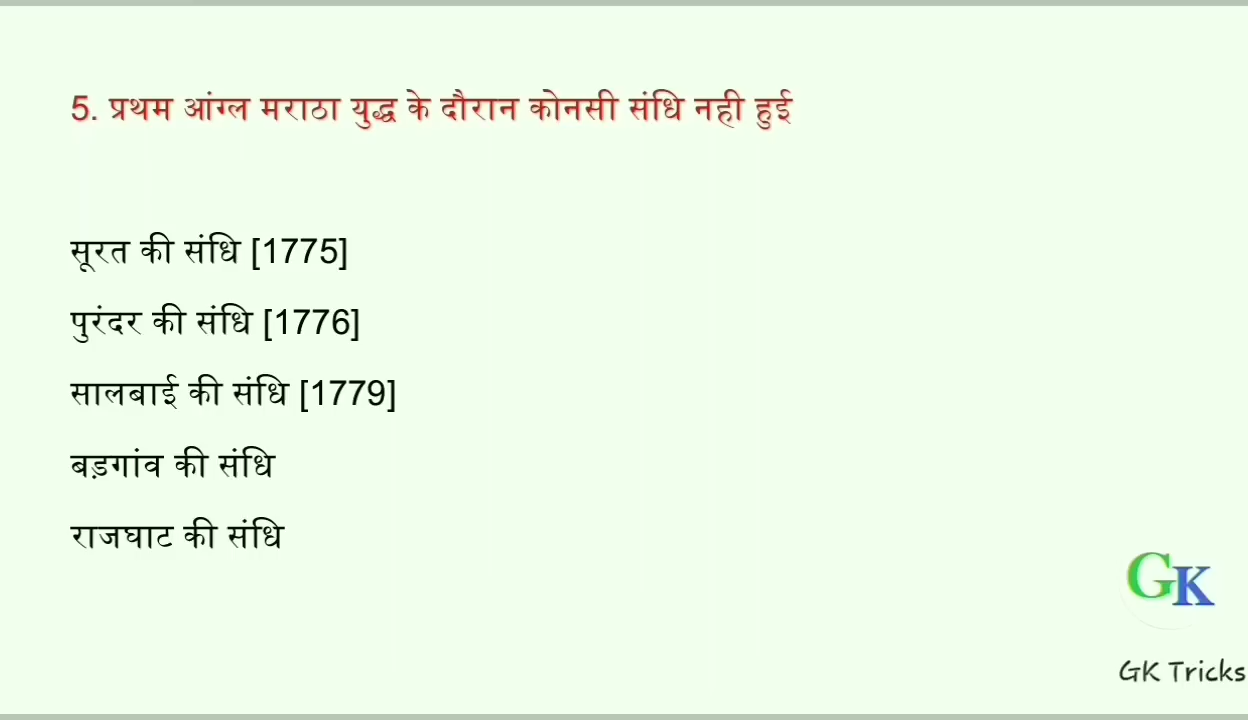 5. प्रथम आंग्ल मराठा युद्ध के दौरान कोनसी संधि नही हुई
सूरत की संधि [1775]
पुरंदर की संधि [1776]
सालबाई की संधि [1779]
बड़गांव की संधि
राजघाट की संधि
GK
GK Tricks